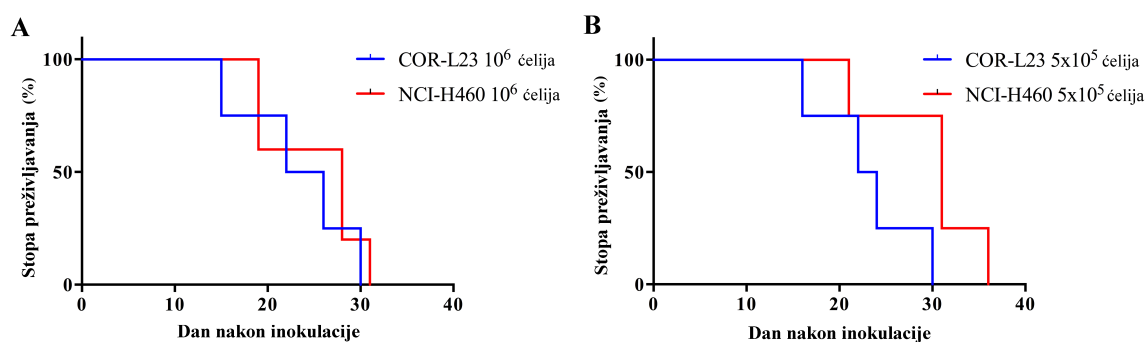 A
Stopa preživljavanja (%)
100
50
0
0 10 20 30 40
Dan nakon inokulacije
COR-L23 10⁶ ćelija
NCI-H460 10⁶ ćelija
B
Stopa preživljavanja (%)
100
50
0
0 10 20 30 40
Dan nakon inokulacije
COR-L23 5x10⁵ ćelija
NCI-H460 5x10⁵ ćelija